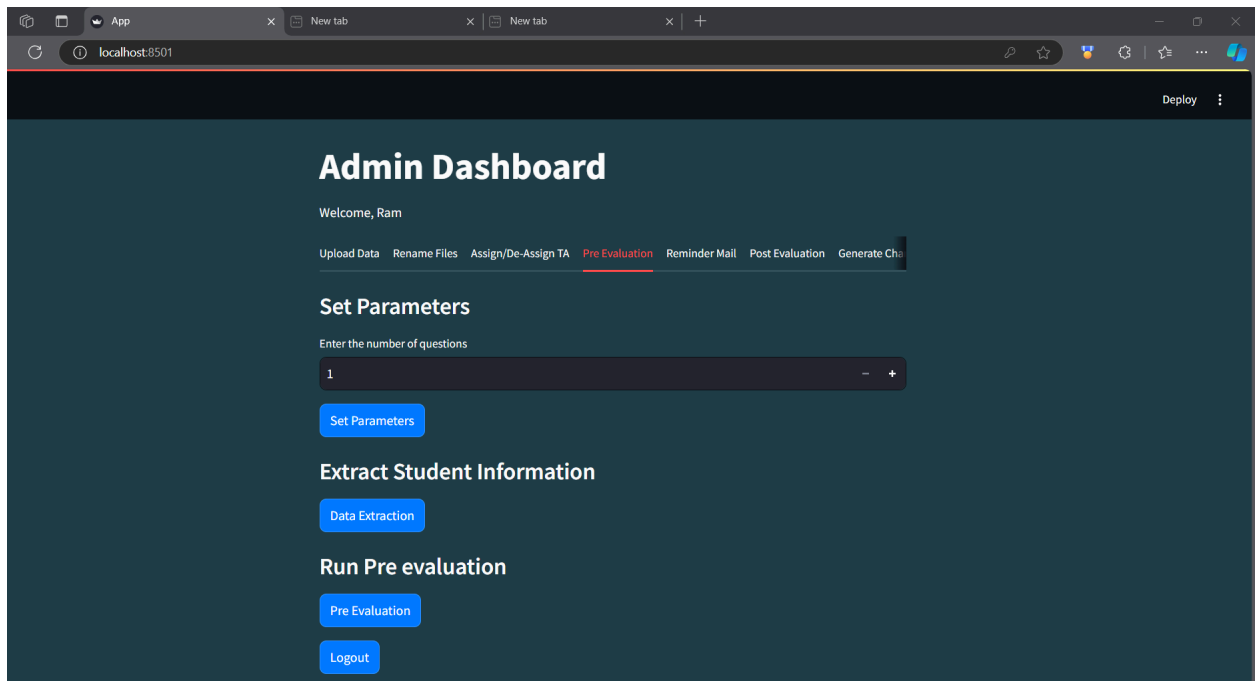 App
New tab
New tab
localhost:8501
Deploy
Admin Dashboard
Welcome, Ram
Upload Data Rename Files Assign/De-Assign TA Pre Evaluation Reminder Mail Post Evaluation Generate Cha
Set Parameters
Enter the number of questions
1
Set Parameters
Extract Student Information
Data Extraction
Run Pre evaluation
Pre Evaluation
Logout